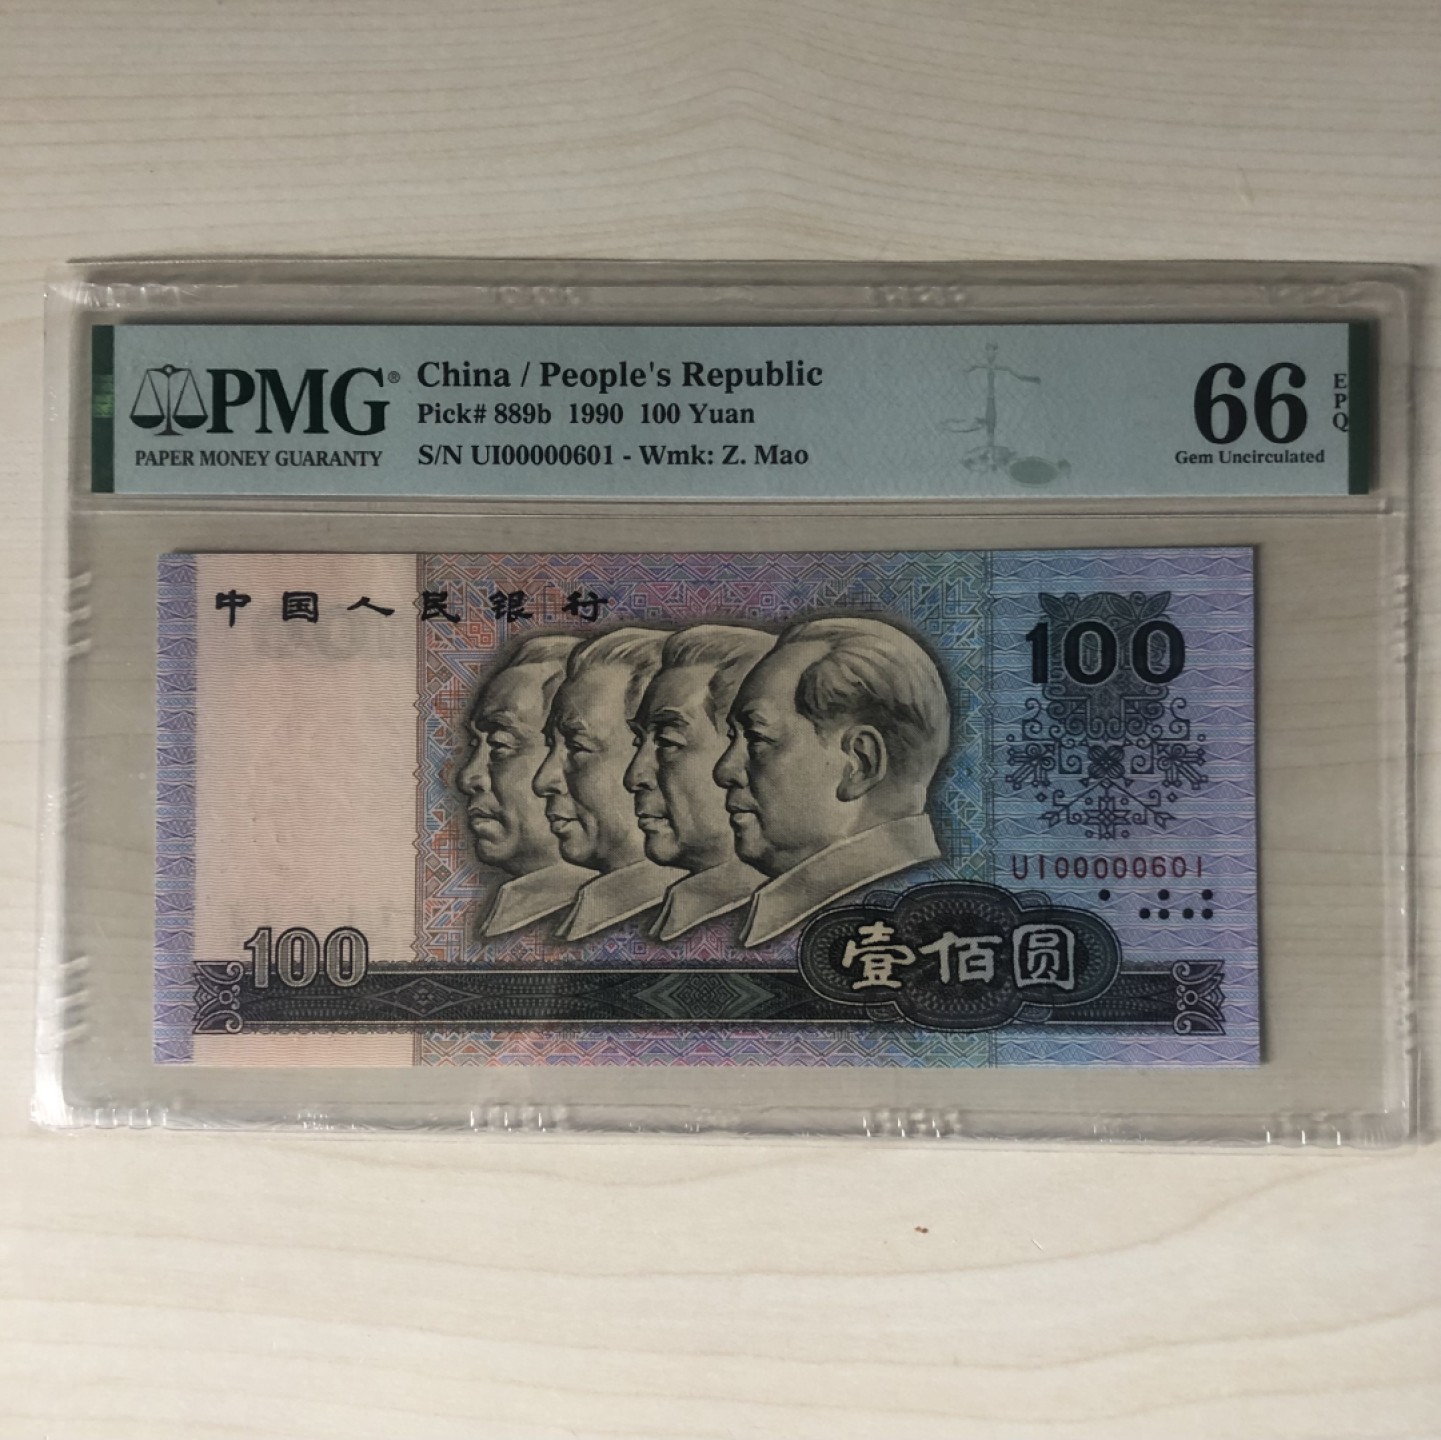 PMG®
PAPER MONEY GUARANTY
China / People's Republic
Pick# 889b 1990 100 Yuan
S/N UI00000601 - Wmk: Z. Mao
66
EPQ
Gem Uncirculated
中国人民银行
100
UI00000601
100
壹佰圆